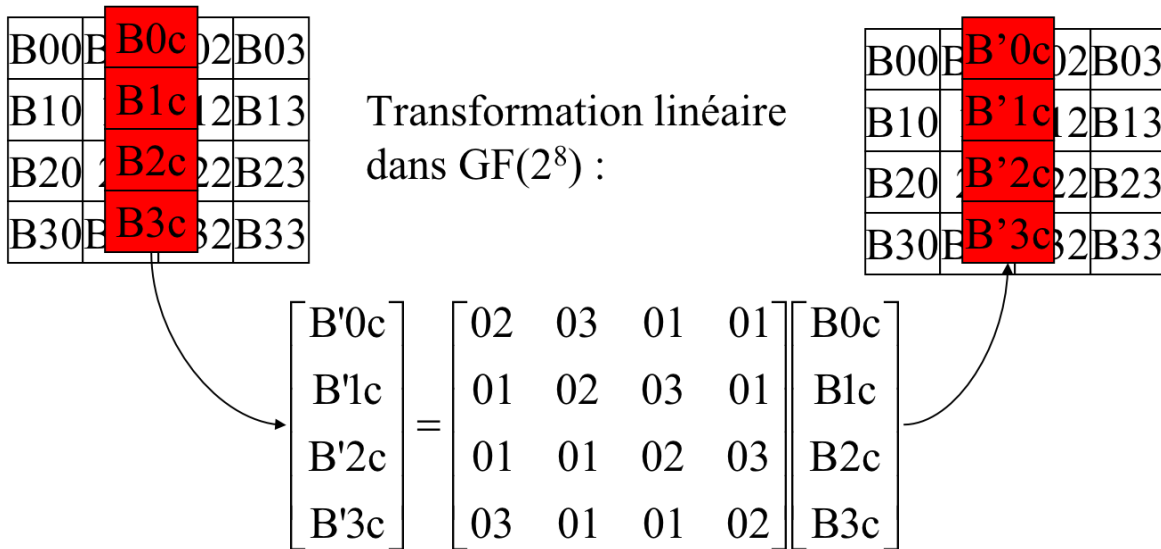 B00 B B0c 02 B03
B10 B1c 12 B13
B20 B2c 22 B23
B30 B B3c 32 B33
Transformation linéaire
dans GF(2⁸) :
B00 B B’0c 02 B03
B10 B’1c 12 B13
B20 B’2c 22 B23
B30 B B’3c 32 B33
B'0c 02 03 01 01 B0c
B'1c 01 02 03 01 B1c
= 
B'2c 01 01 02 03 B2c
B'3c 03 01 01 02 B3c